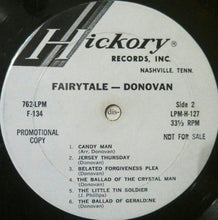 Hickory®
RECORDS, INC.
NASHVILLE, TENN.
FAIRYTALE — DONOVAN
762-LPM
F-134
(dis-
Side 2
LPM-H-127
33⅓ RPM
PROMOTIONAL
COPY
NOT FOR SALE
1. CANDY MAN
(Arr. Donovan)
2. JERSEY THURSDAY
(Donovan)
3. BELATED FORGIVENESS PLEA
(Donovan)
4. THE BALLAD OF THE CRYSTAL MAN
(Donovan)
5. THE LITTLE TIN SOLDIER
(J. Phillips)
6. THE BALLAD OF GERALDINE
(Donovan)